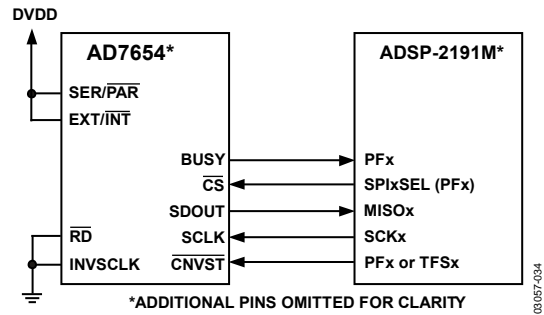 DVDD
AD7654*
ADSP-2191M*
SER/PAR
EXT/INT
BUSY
PFx
CS
SPIxSEL (PFx)
SDOUT
MISOx
RD
SCLK
SCKx
INVSCLK
CNVST
PFx or TFSx
*ADDITIONAL PINS OMITTED FOR CLARITY
03057-034